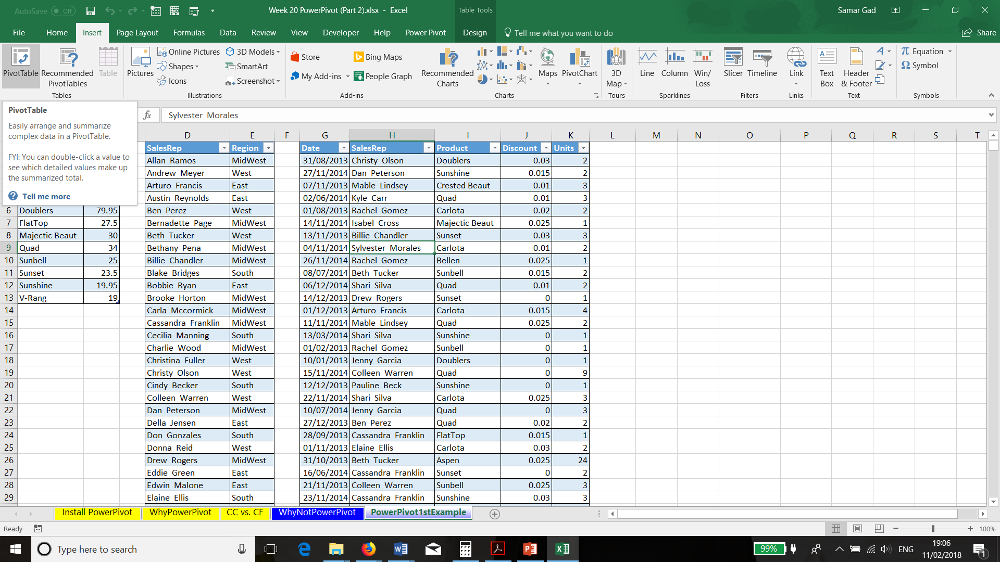 AutoSave Off
Week 20 PowerPivot (Part 2).xlsx - Excel
Table Tools
Samar Gad
File Home Insert Page Layout Formulas Data Review View Developer Help Power Pivot Design Tell me what you want to do Share
PivotTable
Recommended PivotTables
Table
Tables
Pictures
Online Pictures
Shapes
Icons
3D Models
SmartArt
Screenshot
Illustrations
Store
My Add-ins
Bing Maps
People Graph
Add-ins
Recommended Charts
Maps
PivotChart
Charts
3D Map
Tours
Line
Column
Win/ Loss
Sparklines
Slicer
Timeline
Filters
Link
Links
Text Box
Header & Footer
Text
Equation
Symbol
Symbols
PivotTable
Easily arrange and summarize
complex data in a PivotTable.
FYI: You can double-click a value to
see which detailed values make up
the summarized total.
Tell me more
fx Sylvester Morales
D E F G H I J K L M N O P Q R S T
SalesRep Region Date SalesRep Product Discount Units
Allan Ramos MidWest 31/08/2013 Christy Olson Doublers 0.03 2
Andrew Meyer West 27/11/2014 Dan Peterson Sunshine 0.015 2
Arturo Francis East 07/11/2013 Mable Lindsey Crested Beaut 0.01 3
Austin Reynolds East 02/06/2014 Kyle Carr Quad 0.01 3
6 Doublers 79.95 Ben Perez West 01/08/2013 Rachel Gomez Carlota 0.02 2
7 FlatTop 27.5 Bernadette Page MidWest 14/11/2014 Isabel Cross Majectic Beaut 0.025 1
8 Majectic Beaut 30 Beth Tucker West 13/11/2013 Billie Chandler Sunset 0.03 3
9 Quad 34 Bethany Pena MidWest 04/11/2014 Sylvester Morales Carlota 0.01 2
10 Sunbell 25 Billie Chandler MidWest 26/11/2014 Rachel Gomez Bellen 0.025 1
11 Sunset 23.5 Blake Bridges South 08/07/2014 Beth Tucker Sunbell 0.015 2
12 Sunshine 19.95 Bobbie Ryan East 06/12/2014 Shari Silva Quad 0.01 2
13 V-Rang 19 Brooke Horton MidWest 14/12/2013 Drew Rogers Sunset 0 1
14 Carla Mccormick MidWest 01/12/2013 Arturo Francis Carlota 0.015 4
15 Cassandra Franklin MidWest 11/11/2014 Mable Lindsey Quad 0.025 2
16 Cecilia Manning South 13/03/2014 Shari Silva Sunshine 0 1
17 Charlie Wood MidWest 01/02/2013 Rachel Gomez Sunbell 0 1
18 Christina Fuller West 10/01/2013 Jenny Garcia Doublers 0 1
19 Christy Olson West 15/11/2014 Colleen Warren Quad 0 9
20 Cindy Becker South 12/12/2013 Pauline Beck Sunshine 0 1
21 Colleen Warren West 22/11/2014 Shari Silva Carlota 0.025 3
22 Dan Peterson MidWest 10/07/2014 Jenny Garcia Quad 0 3
23 Della Jensen East 27/12/2013 Ben Perez Quad 0.02 2
24 Don Gonzales South 28/09/2013 Cassandra Franklin FlatTop 0.015 1
25 Donna Reid West 01/11/2013 Elaine Ellis Carlota 0.03 2
26 Drew Rogers MidWest 31/10/2013 Beth Tucker Aspen 0.025 24
27 Eddie Green East 16/06/2014 Cassandra Franklin Sunset 0 2
28 Edwin Malone East 21/11/2013 Colleen Warren Sunbell 0.025 3
29 Elaine Ellis South 23/11/2014 Cassandra Franklin Sunshine 0.03 3
Install PowerPivot WhyPowerPivot CC vs. CF WhyNotPowerPivot PowerPivot1stExample
Ready 100%
Type here to search
99% ENG 19:06
11/02/2018 1